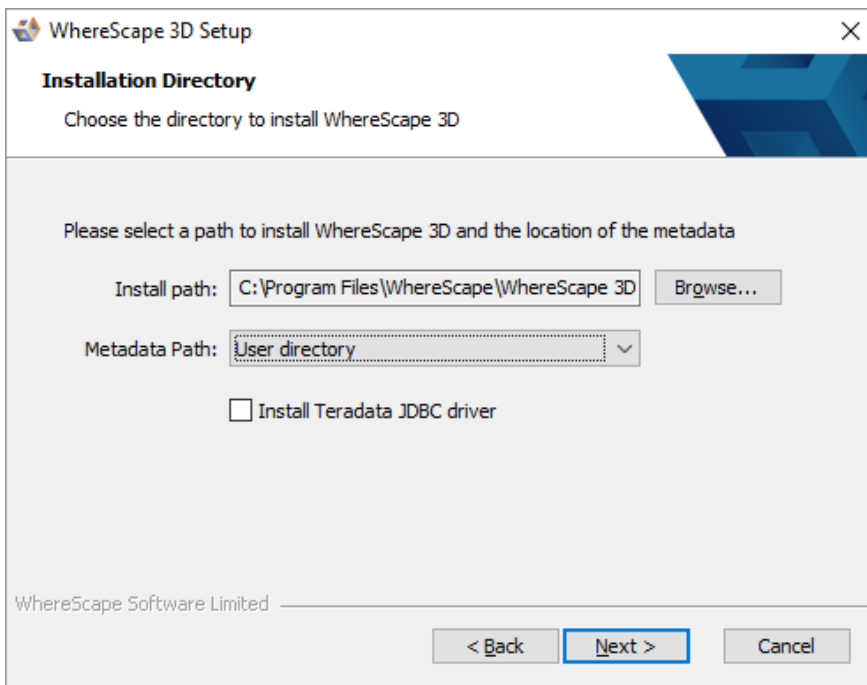 WhereScape 3D Setup
Installation Directory
Choose the directory to install WhereScape 3D
Please select a path to install WhereScape 3D and the location of the metadata
Install path: C:\Program Files\WhereScape\WhereScape 3D Browse...
Metadata Path: User directory
Install Teradata JDBC driver
WhereScape Software Limited
< Back Next > Cancel